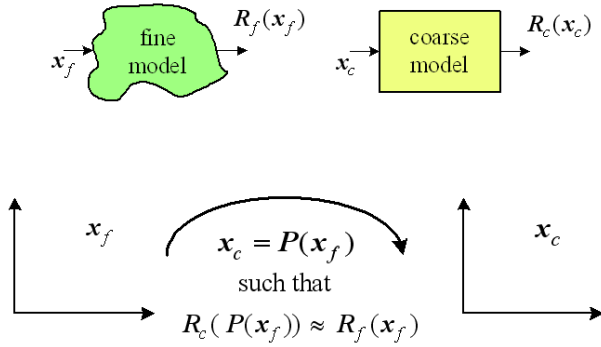 x_f
fine
model
R_f(x_f)
x_c
coarse
model
R_c(x_c)
x_f
x_c = P(x_f)
such that
R_c(P(x_f)) ≈ R_f(x_f)
x_c